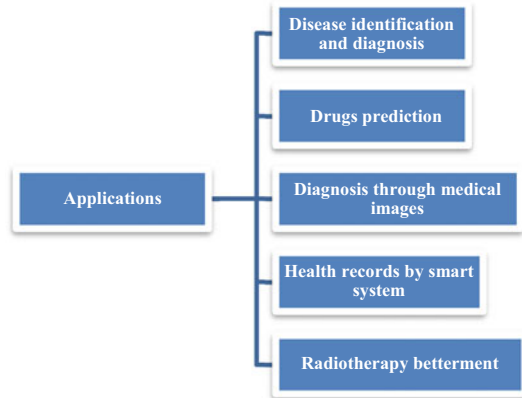 Disease identification
and diagnosis
Drugs prediction
Applications
Diagnosis through medical
images
Health records by smart
system
Radiotherapy betterment